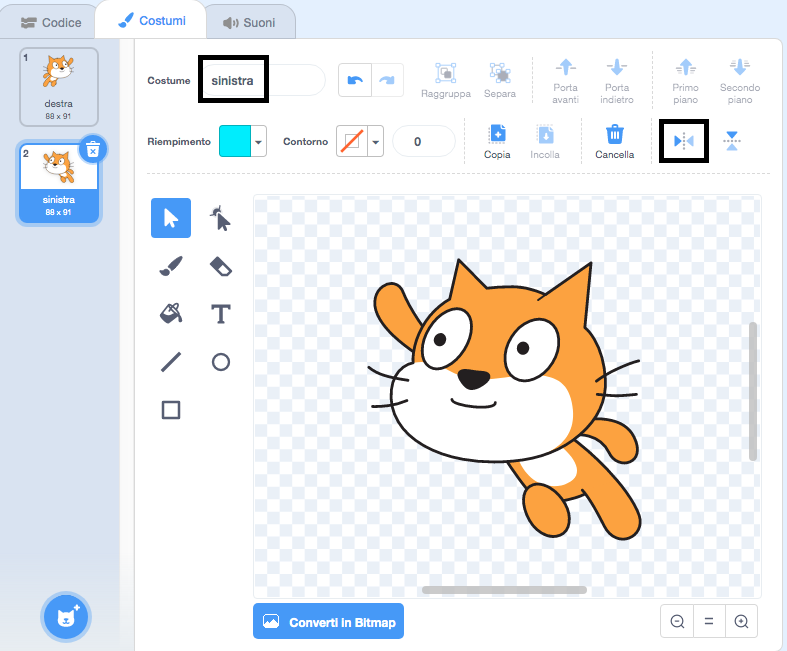 Codice
Costumi
Suoni
1
destra
88 x 91
2
sinistra
88 x 91
Costume
sinistra
Raggruppa
Separa
Porta
avanti
Porta
indietro
Primo
piano
Secondo
piano
Riempimento
Contorno
0
Copia
Incolla
Cancella
T
Converti in Bitmap